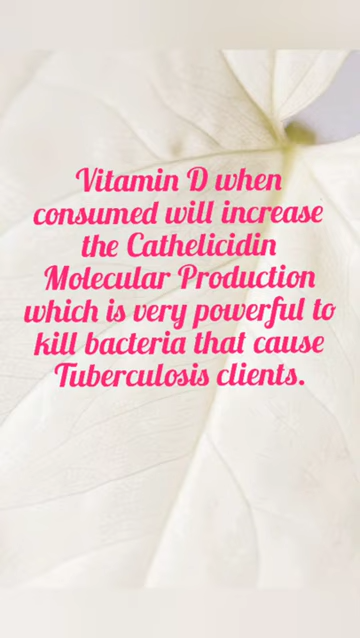 Vitamin D when
consumed will increase
the Cathelicidin
Molecular Production
which is very powerful to
kill bacteria that cause
Tuberculosis clients.